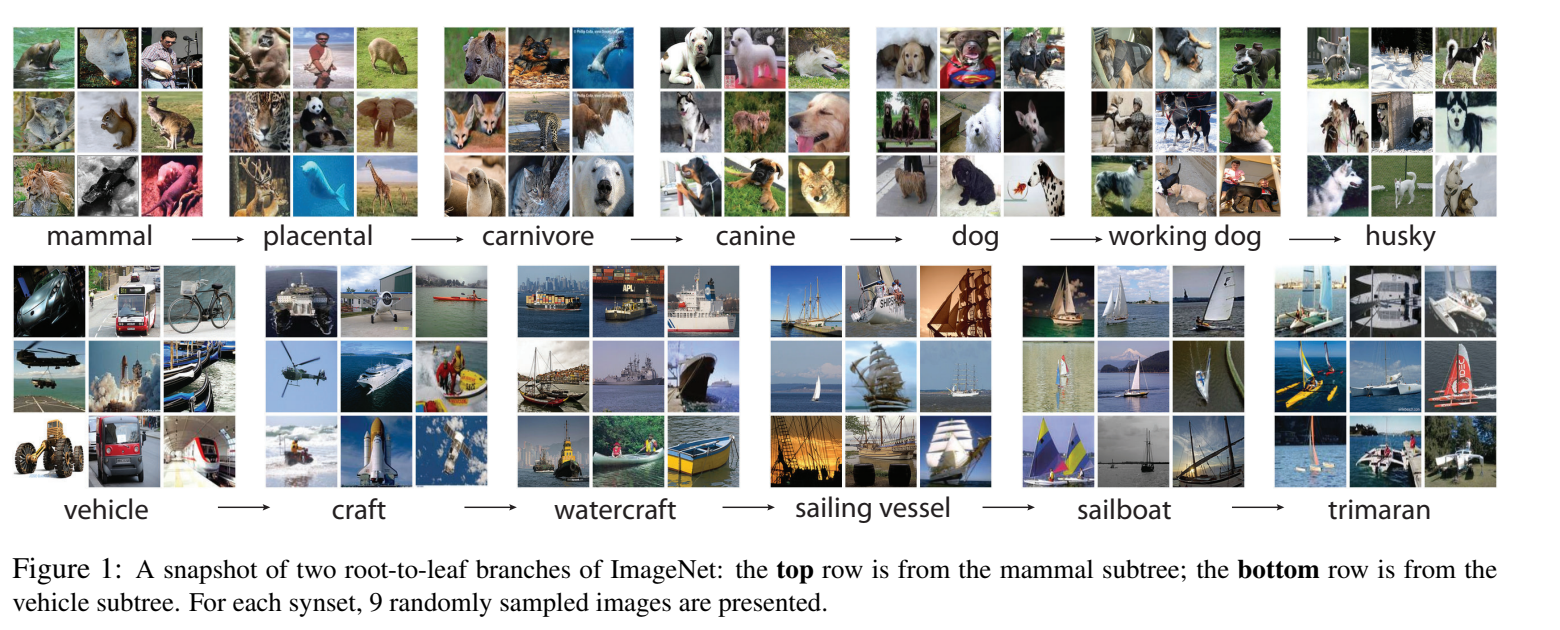 mammal → placental → carnivore → canine → dog → working dog → husky
APL
vehicle → craft → watercraft → sailing vessel → sailboat → trimaran
Figure 1: A snapshot of two root-to-leaf branches of ImageNet: the top row is from the mammal subtree; the bottom row is from the
vehicle subtree. For each synset, 9 randomly sampled images are presented.